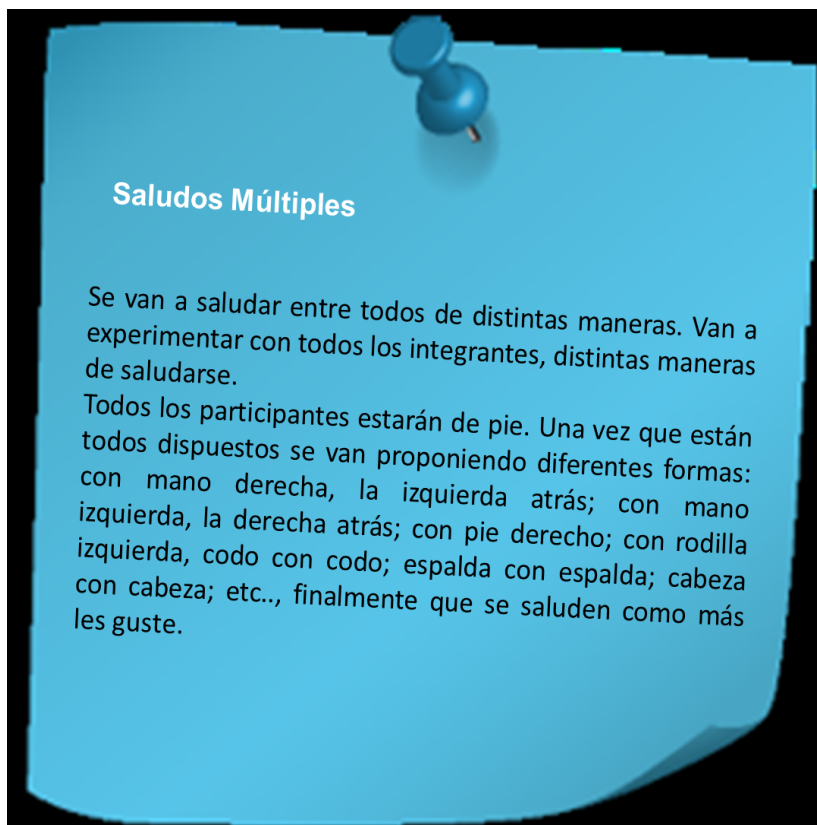 Saludos Múltiples
Se van a saludar entre todos de distintas maneras. Van a
experimentar con todos los integrantes, distintas maneras
de saludarse.
Todos los participantes estarán de pie. Una vez que están
todos dispuestos se van proponiendo diferentes formas:
con mano derecha, la izquierda atrás; con mano
izquierda, la derecha atrás; con pie derecho; con rodilla
izquierda, codo con codo; espalda con espalda; cabeza
con cabeza; etc.., finalmente que se saluden como más
les guste.